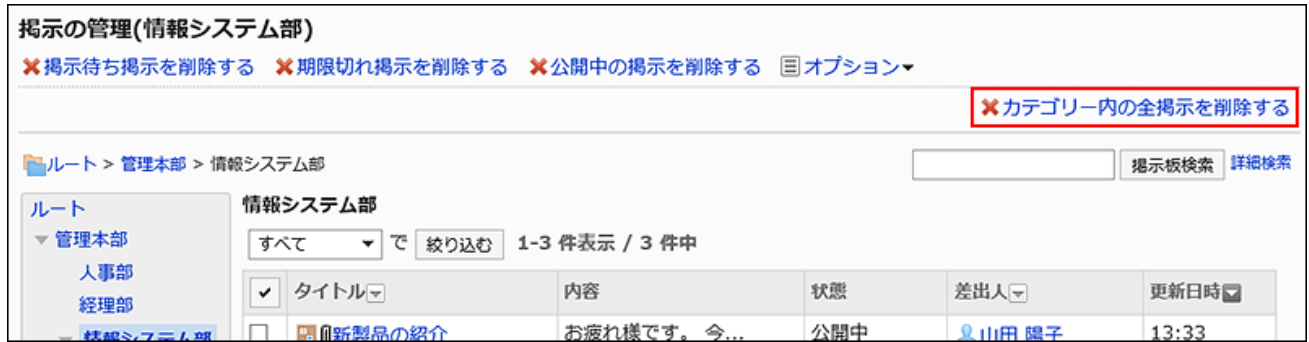 掲示の管理(情報システム部)
掲示待ち掲示を削除する 期限切れ掲示を削除する 公開中の掲示を削除する オプション
カテゴリー内の全掲示を削除する
ルート > 管理本部 > 情報システム部 掲示板検索 詳細検索
ルート
管理本部
人事部
経理部
情報システム部
情報システム部
すべて で 絞り込む 1-3 件表示 / 3 件中
タイトル 内容 状態 差出人 更新日時
新製品の紹介 お疲れ様です。 今... 公開中 山田 陽子 13:33